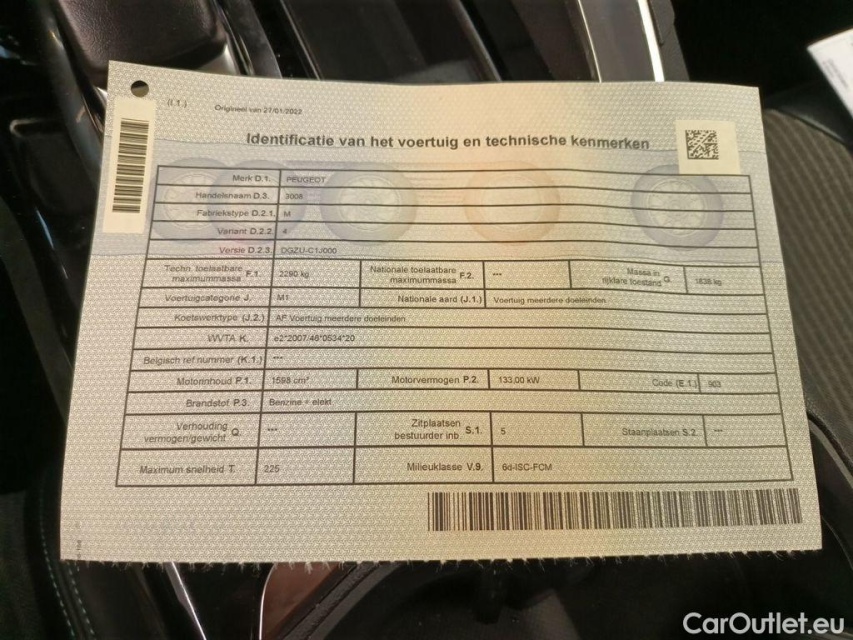 (I.1.) Origineel van 27/01/2022
Identificatie van het voertuig en technische kenmerken
Merk D.1. PEUGEOT
Handelsnaam D.3. 3008
Fabriekstype D.2.1. M
Variant D.2.2. 4
Versie D.2.3. DGZU-C1J000
Techn. toelaatbare maximummassa F.1. 2290 kg Nationale toelaatbare maximummassa F.2. --- Massa in rijklare toestand G. 1838 kg
Voertuigcategorie J. M1 Nationale aard (J.1.) Voertuig meerdere doeleinden
Koetswerktype (J.2.) AF Voertuig meerdere doeleinden
WVTA K. e2*2007/46*0534*20
Belgisch ref.nummer (K.1.) ---
Motorinhoud P.1. 1598 cm³ Motorvermogen P.2. 133,00 kW Code (E.1.) 903
Brandstof P.3. Benzine + elekt
Verhouding vermogen/gewicht Q. --- Zitplaatsen bestuurder inb. S.1. 5 Staanplaatsen S.2. ---
Maximum snelheid T. 225 Milieuklasse V.9. 6d-ISC-FCM
CarOutlet.eu